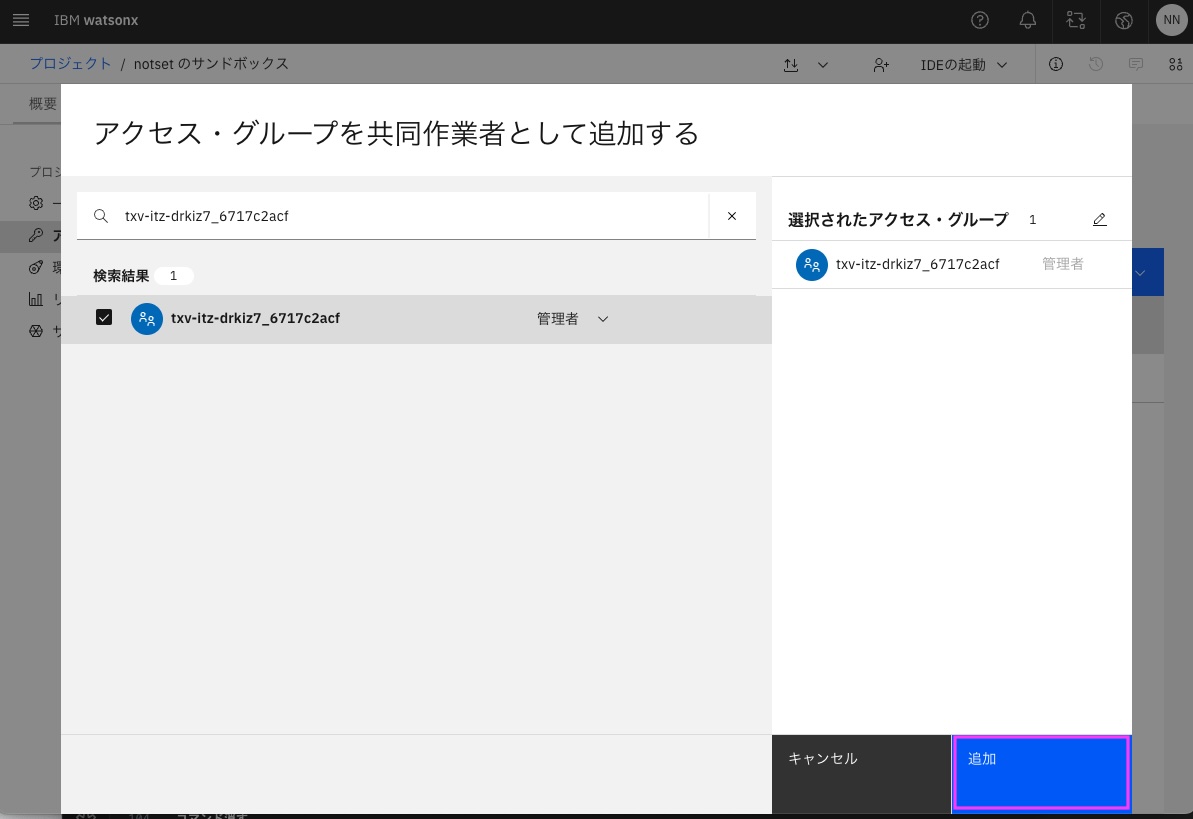 IBM watsonx
NN
プロジェクト / notset のサンドボックス
IDEの起動
概要
アクセス・グループを共同作業者として追加する
txv-itz-drkiz7_6717c2acf
検索結果 1
txv-itz-drkiz7_6717c2acf 管理者
選択されたアクセス・グループ 1
txv-itz-drkiz7_6717c2acf 管理者
キャンセル
追加